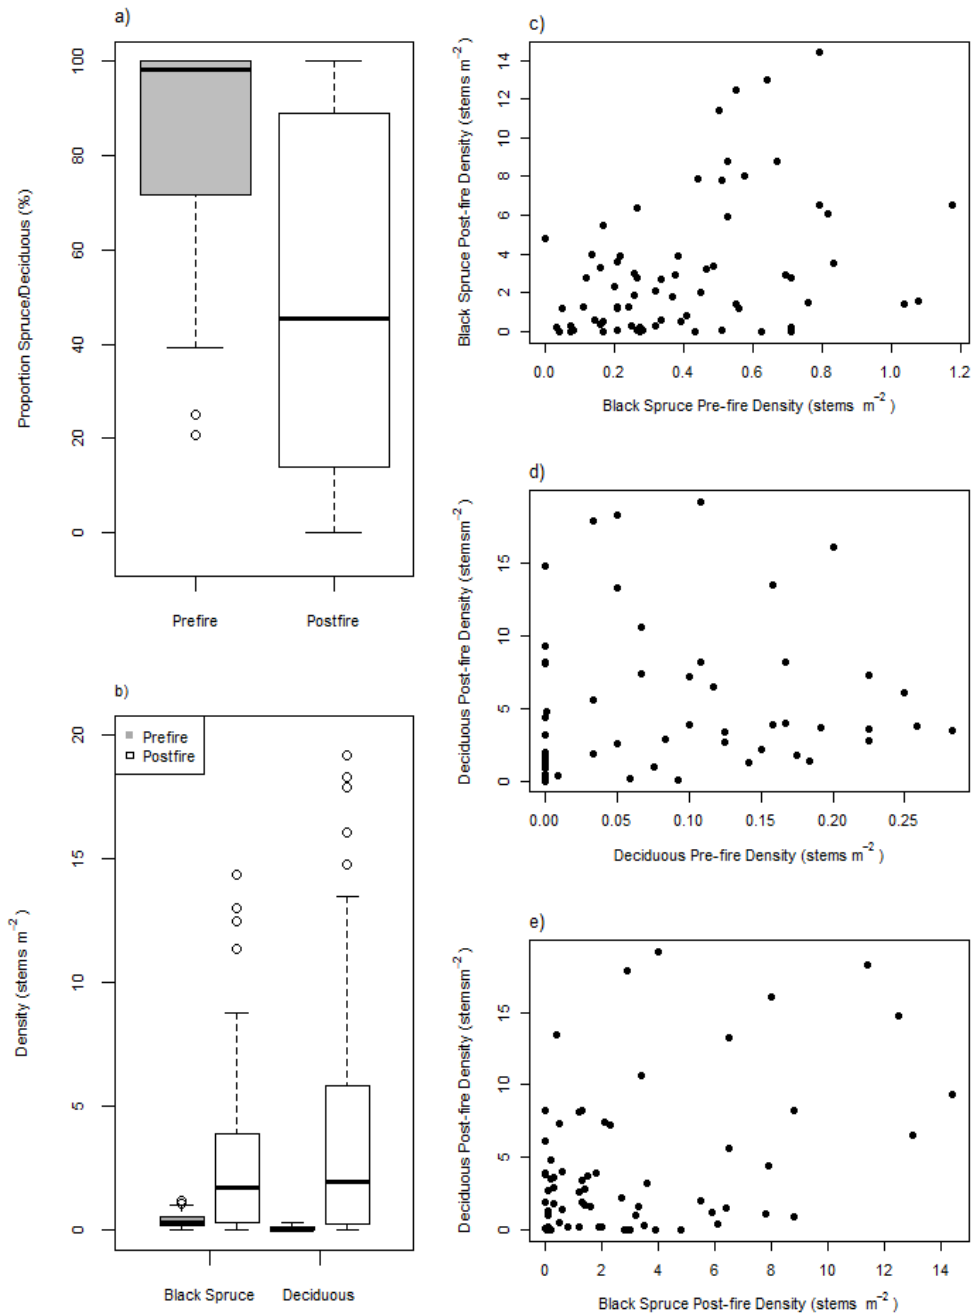 a)
Proportion Spruce/Deciduous (%)
0 20 40 60 80 100
Prefire Postfire
b)
Prefire
Postfire
Density (stems m−2)
0 5 10 15 20
Black Spruce Deciduous
c)
Black Spruce Post-fire Density (stems m−2)
0 2 4 6 8 10 12 14
0.0 0.2 0.4 0.6 0.8 1.0 1.2
Black Spruce Pre-fire Density (stems m−2)
d)
Deciduous Post-fire Density (stemsm−2)
0 5 10 15
0.00 0.05 0.10 0.15 0.20 0.25
Deciduous Pre-fire Density (stems m−2)
e)
Deciduous Post-fire Density (stemsm−2)
0 5 10 15
0 2 4 6 8 10 12 14
Black Spruce Post-fire Density (stems m−2)